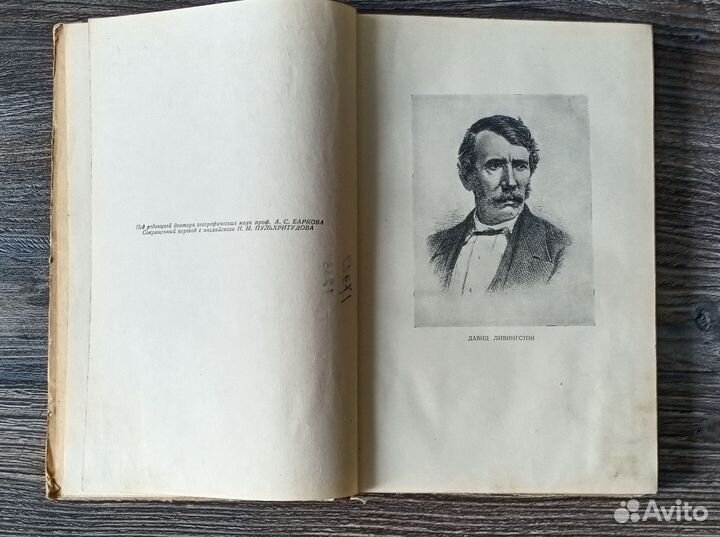 Под редакцией доктора географических наук проф. А. С. БАРКОВА
Сокращенный перевод с английского Н. М. ПУЛЬХРИТУДОВА
ДАВИД ЛИВИНГСТОН
Avito